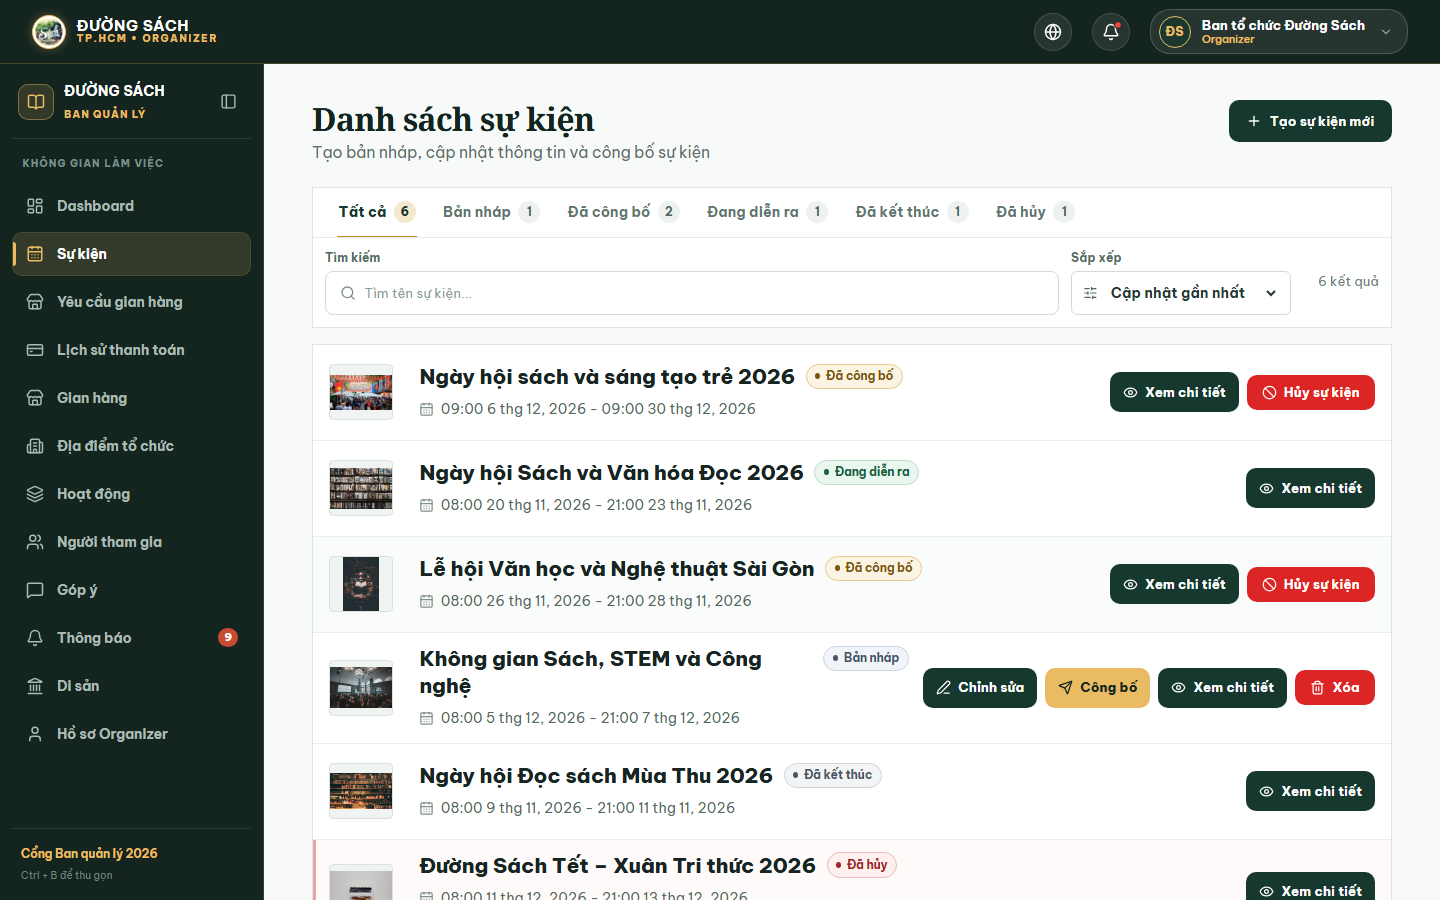 ĐƯỜNG SÁCH
TP.HCM • ORGANIZER
ĐS
Ban tổ chức Đường Sách
Organizer
ĐƯỜNG SÁCH
BAN QUẢN LÝ
KHÔNG GIAN LÀM VIỆC
Dashboard
Sự kiện
Yêu cầu gian hàng
Lịch sử thanh toán
Gian hàng
Địa điểm tổ chức
Hoạt động
Người tham gia
Góp ý
Thông báo 9
Di sản
Hồ sơ Organizer
Cổng Ban quản lý 2026
Ctrl + B để thu gọn
Danh sách sự kiện
Tạo bản nháp, cập nhật thông tin và công bố sự kiện
Tạo sự kiện mới
Tất cả 6 Bản nháp 1 Đã công bố 2 Đang diễn ra 1 Đã kết thúc 1 Đã hủy 1
Tìm kiếm
Tìm tên sự kiện...
Sắp xếp
Cập nhật gần nhất
6 kết quả
Ngày hội sách và sáng tạo trẻ 2026 • Đã công bố
09:00 6 thg 12, 2026 - 09:00 30 thg 12, 2026
Xem chi tiết Hủy sự kiện
Ngày hội Sách và Văn hóa Đọc 2026 • Đang diễn ra
08:00 20 thg 11, 2026 - 21:00 23 thg 11, 2026
Xem chi tiết
Lễ hội Văn học và Nghệ thuật Sài Gòn • Đã công bố
08:00 26 thg 11, 2026 - 21:00 28 thg 11, 2026
Xem chi tiết Hủy sự kiện
Không gian Sách, STEM và Công
nghệ
• Bản nháp
08:00 5 thg 12, 2026 - 21:00 7 thg 12, 2026
Chỉnh sửa Công bố Xem chi tiết Xóa
Ngày hội Đọc sách Mùa Thu 2026 • Đã kết thúc
08:00 9 thg 11, 2026 - 21:00 11 thg 11, 2026
Xem chi tiết
Đường Sách Tết – Xuân Tri thức 2026 • Đã hủy
08:00 11 thg 12, 2026 - 21:00 13 thg 12, 2026
Xem chi tiết